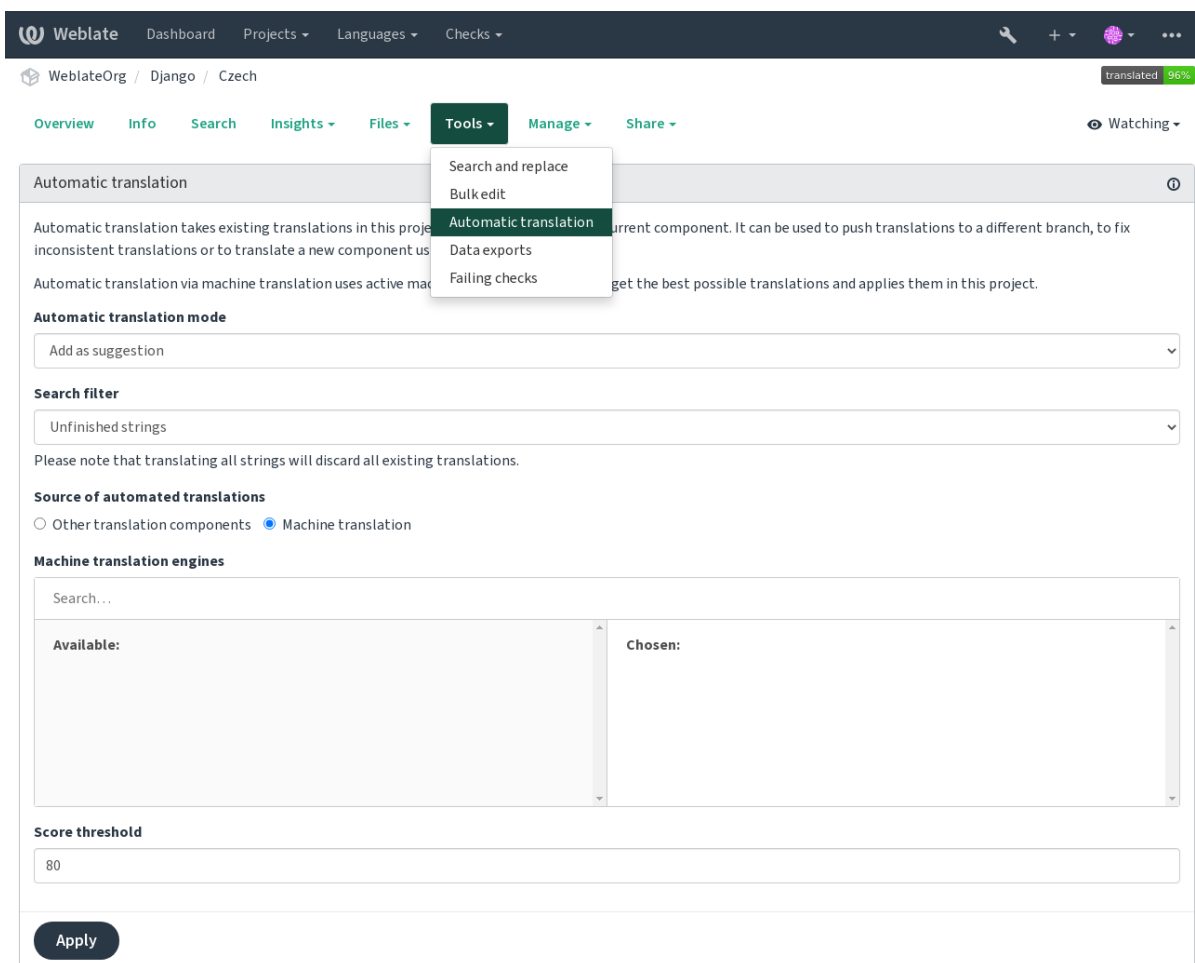 Weblate Dashboard Projects Languages Checks
WeblateOrg / Django / Czech translated 96%
Overview Info Search Insights Files Tools Manage Share Watching
Search and replace
Bulk edit
Automatic translation
Data exports
Failing checks
Automatic translation
Automatic translation takes existing translations in this proje urrent component. It can be used to push translations to a different branch, to fix
inconsistent translations or to translate a new component us
Automatic translation via machine translation uses active mac get the best possible translations and applies them in this project.
Automatic translation mode
Add as suggestion
Search filter
Unfinished strings
Please note that translating all strings will discard all existing translations.
Source of automated translations
Other translation components Machine translation
Machine translation engines
Search...
Available: Chosen:
Score threshold
80
Apply